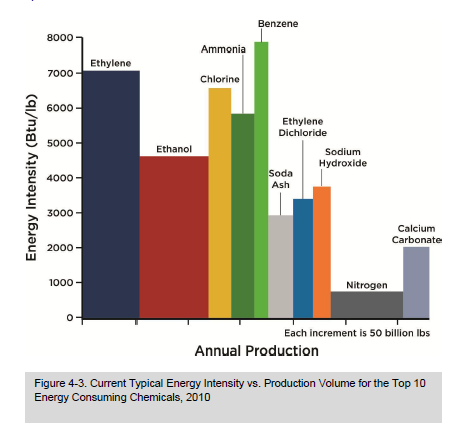 Benzene
8000
Ammonia
Ethylene
7000
Chlorine
6000
Ethylene
Dichloride
5000
Ethanol
Sodium
Hydroxide
Soda
Ash
4000
3000
Calcium
Carbonate
2000
Nitrogen
1000
0
Energy Intensity (Btu/lb)
Each increment is 50 billion lbs
Annual Production
Figure 4-3. Current Typical Energy Intensity vs. Production Volume for the Top 10
Energy Consuming Chemicals, 2010